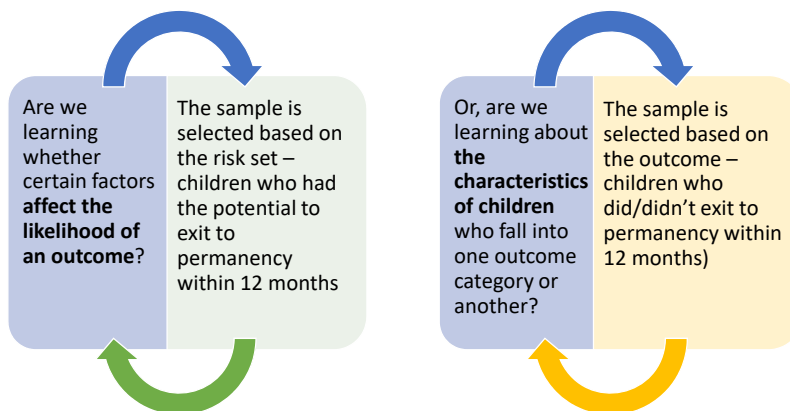 Are we
learning
whether
certain factors
affect the
likelihood of
an outcome?
The sample is
selected based on
the risk set –
children who had
the potential to
exit to
permanency
within 12 months
Or, are we
learning about
the
characteristics
of children
who fall into
one outcome
category or
another?
The sample is
selected based on
the outcome –
children who
did/didn’t exit to
permanency within
12 months)